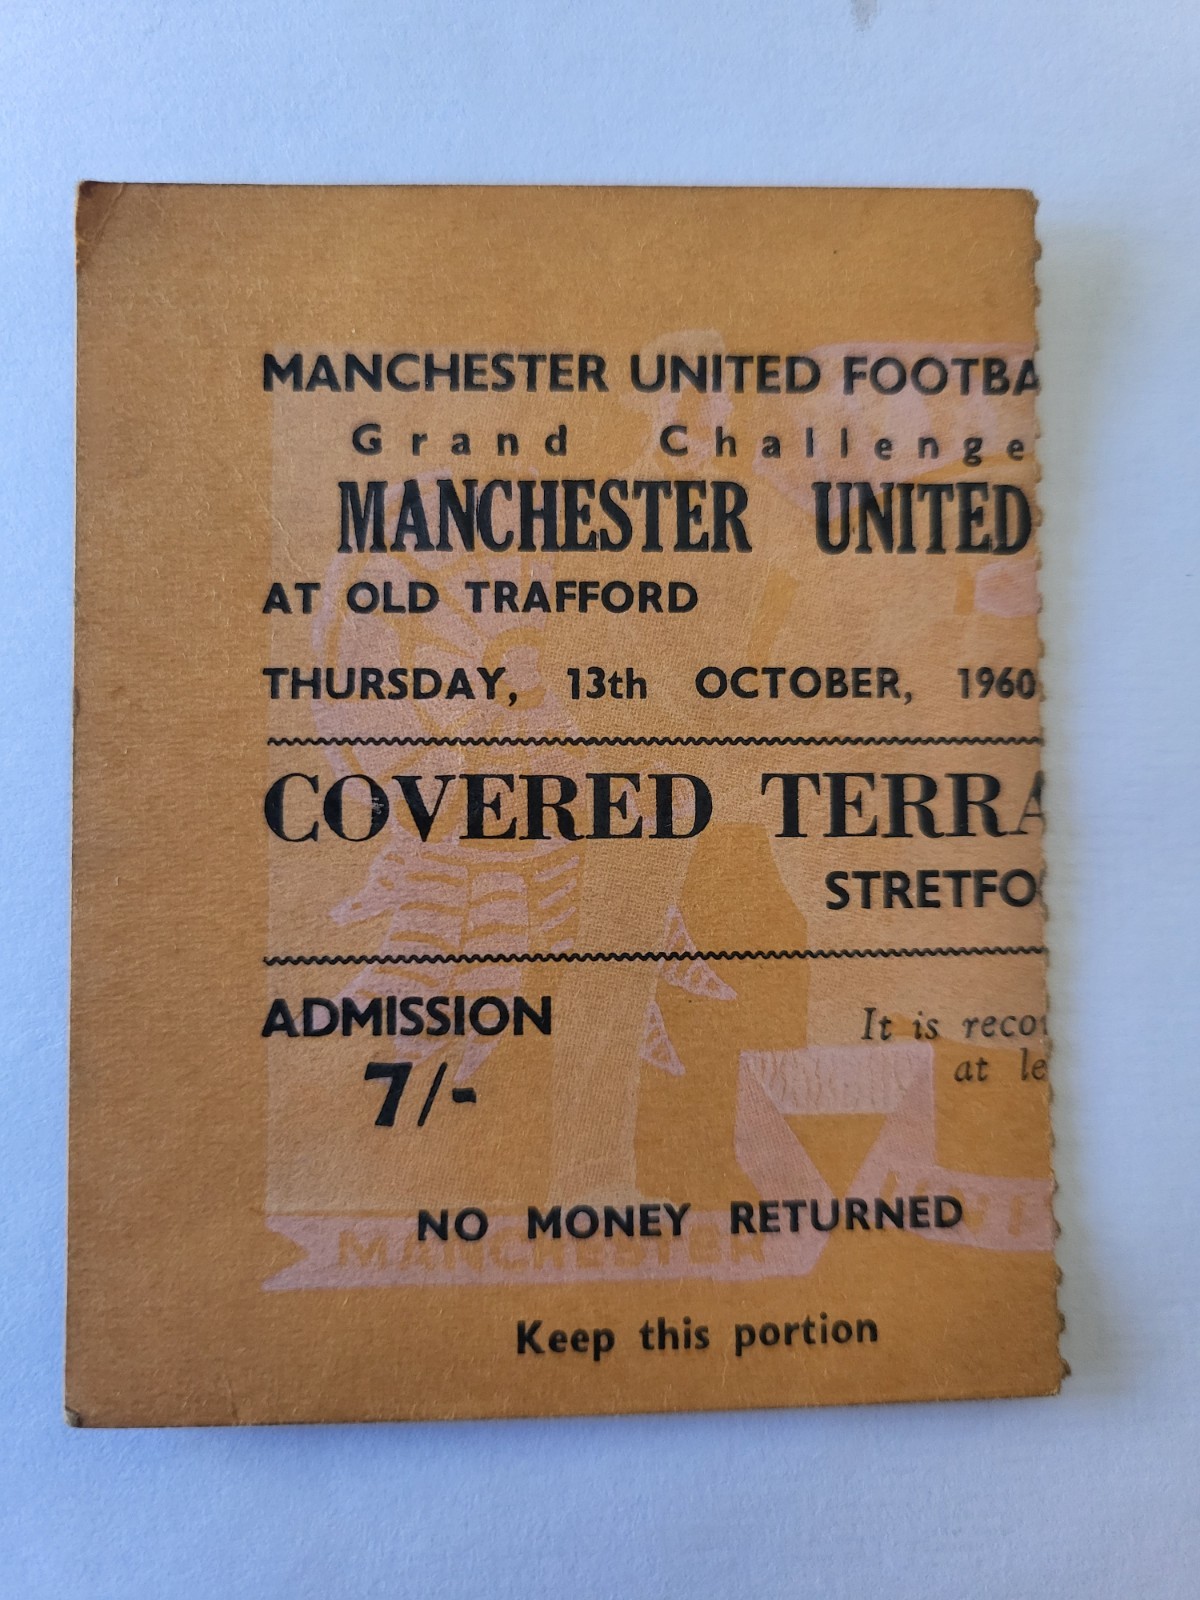 MANCHESTER UNITED FOOTBA
Grand Challenge
MANCHESTER UNITED
AT OLD TRAFFORD
THURSDAY, 13th OCTOBER, 1960
COVERED TERRA
STRETFO
ADMISSION
7/-
It is reco
at le
NO MONEY RETURNED
MANCHESTER
Keep this portion